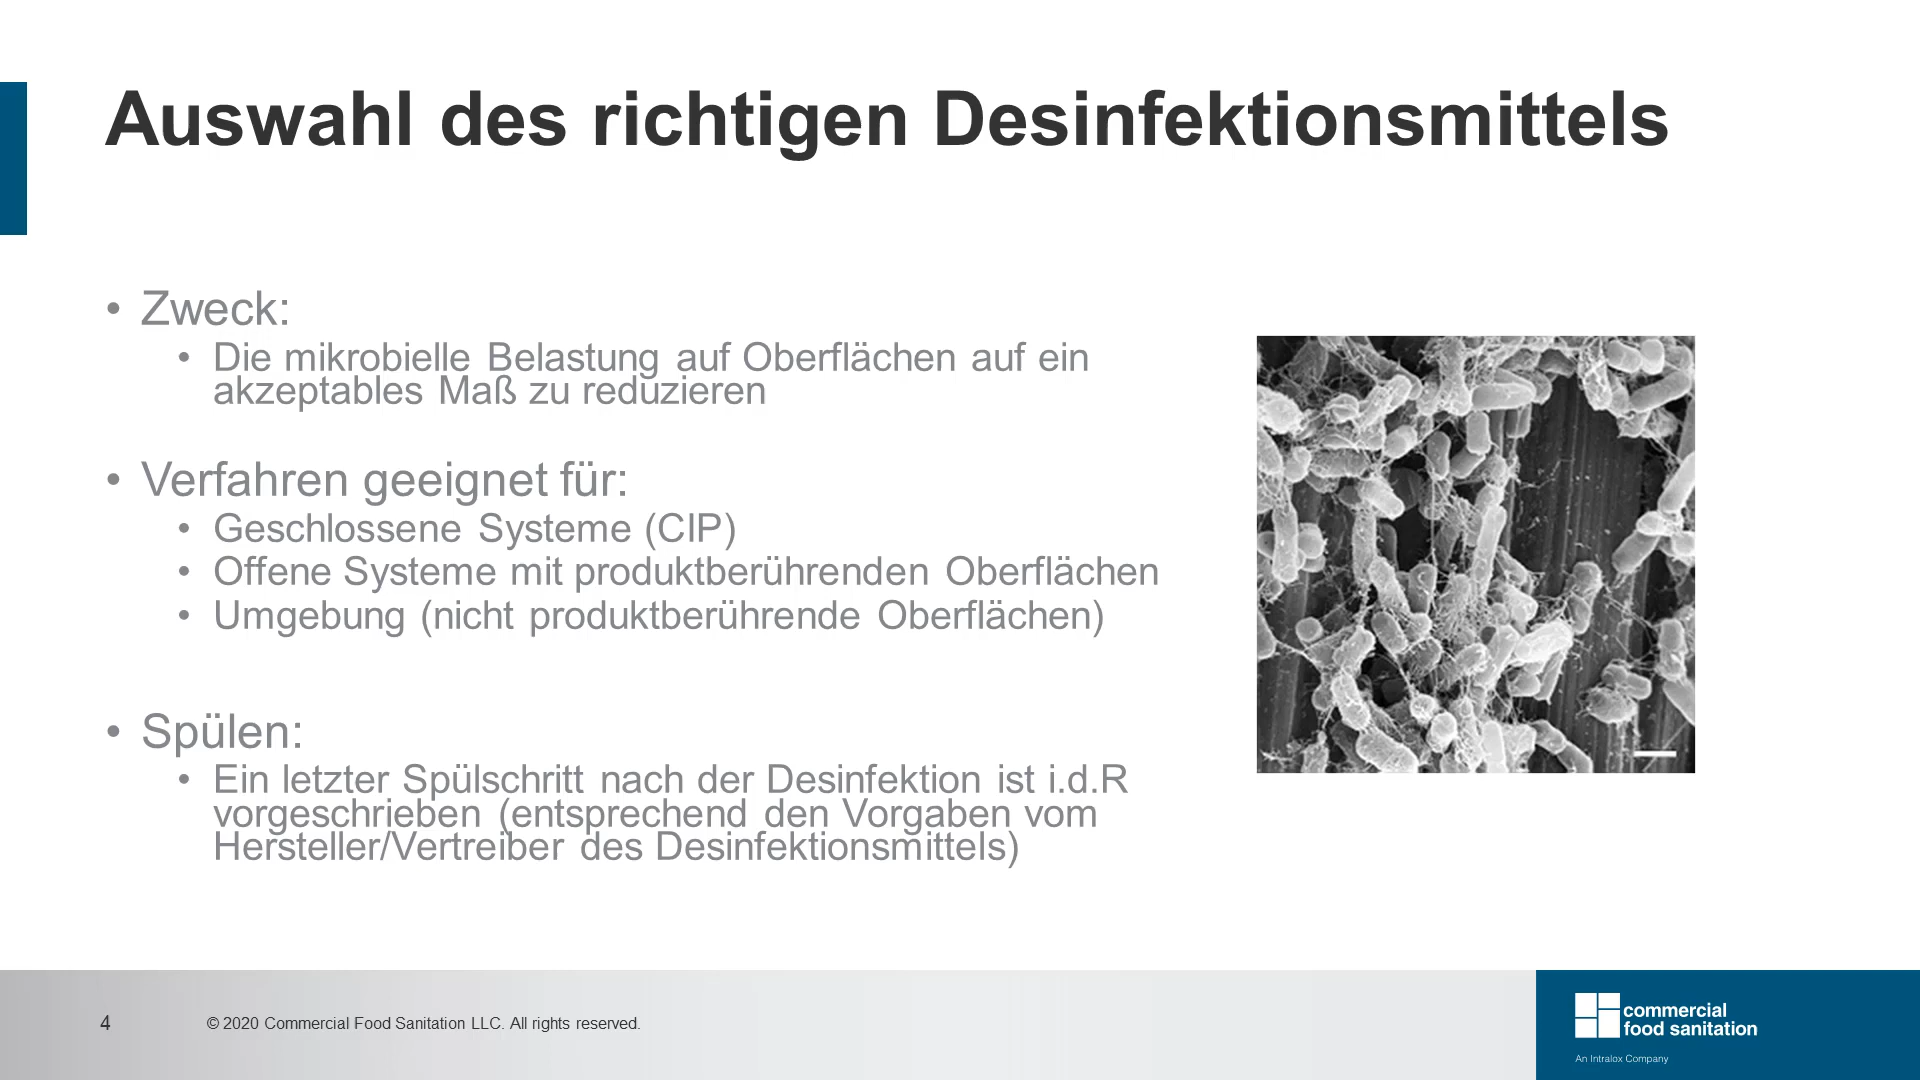 Auswahl des richtigen Desinfektionsmittels
• Zweck:
• Die mikrobielle Belastung auf Oberflächen auf ein
akzeptables Maß zu reduzieren
• Verfahren geeignet für:
• Geschlossene Systeme (CIP)
• Offene Systeme mit produktberührenden Oberflächen
• Umgebung (nicht produktberührende Oberflächen)
• Spülen:
• Ein letzter Spülschritt nach der Desinfektion ist i.d.R
vorgeschrieben (entsprechend den Vorgaben vom
Hersteller/Vertreiber des Desinfektionsmittels)
4
© 2020 Commercial Food Sanitation LLC. All rights reserved.
commercial
food sanitation
An Intralox Company